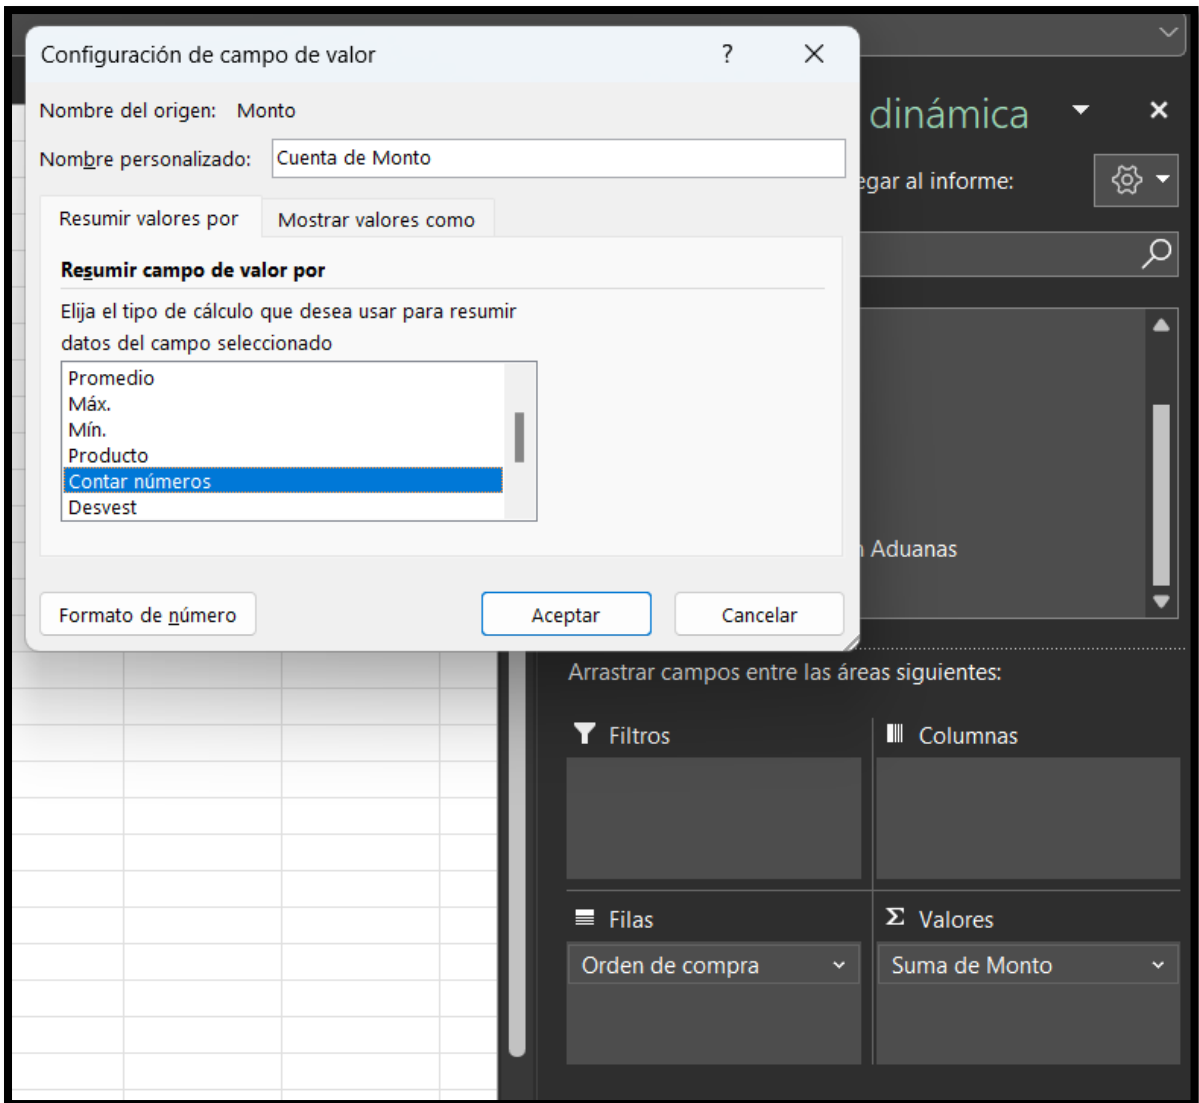 Configuración de campo de valor
?
Nombre del origen: Monto
Nombre personalizado: Cuenta de Monto
Resumir valores por
Mostrar valores como
Resumir campo de valor por
Elija el tipo de cálculo que desea usar para resumir
datos del campo seleccionado
Promedio
Máx.
Mín.
Producto
Contar números
Desvest
Formato de número
Aceptar
Cancelar
dinámica
egar al informe:
Aduanas
Arrastrar campos entre las áreas siguientes:
Filtros
Columnas
Filas
Σ Valores
Orden de compra
Suma de Monto